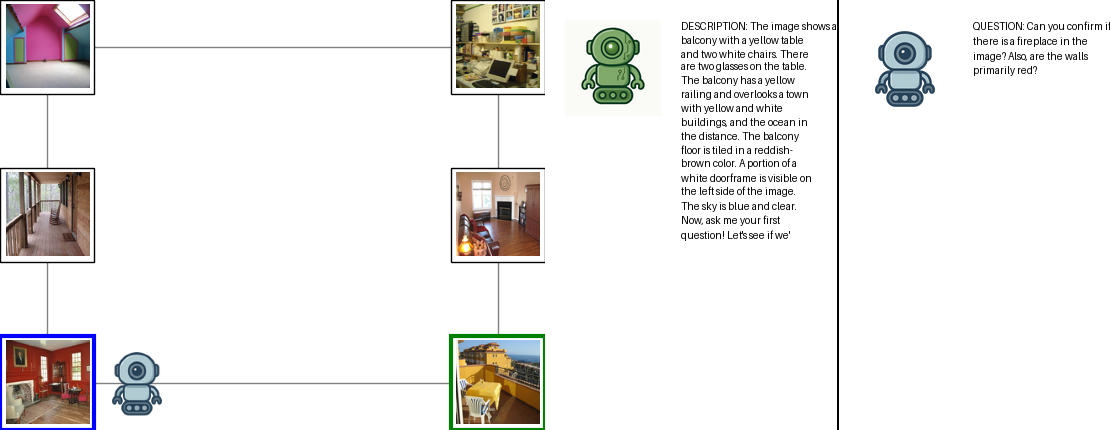 DESCRIPTION: The image shows a
balcony with a yellow table
and two white chairs. There
are two glasses on the table.
The balcony has a yellow
railing and overlooks a town
with yellow and white
buildings, and the ocean in
the distance. The balcony
floor is tiled in a reddish-
brown color. A portion of a
white doorframe is visible on
the left side of the image.
The sky is blue and clear.
Now, ask me your first
question! Let's see if we'
QUESTION: Can you confirm if
there is a fireplace in the
image? Also, are the walls
primarily red?